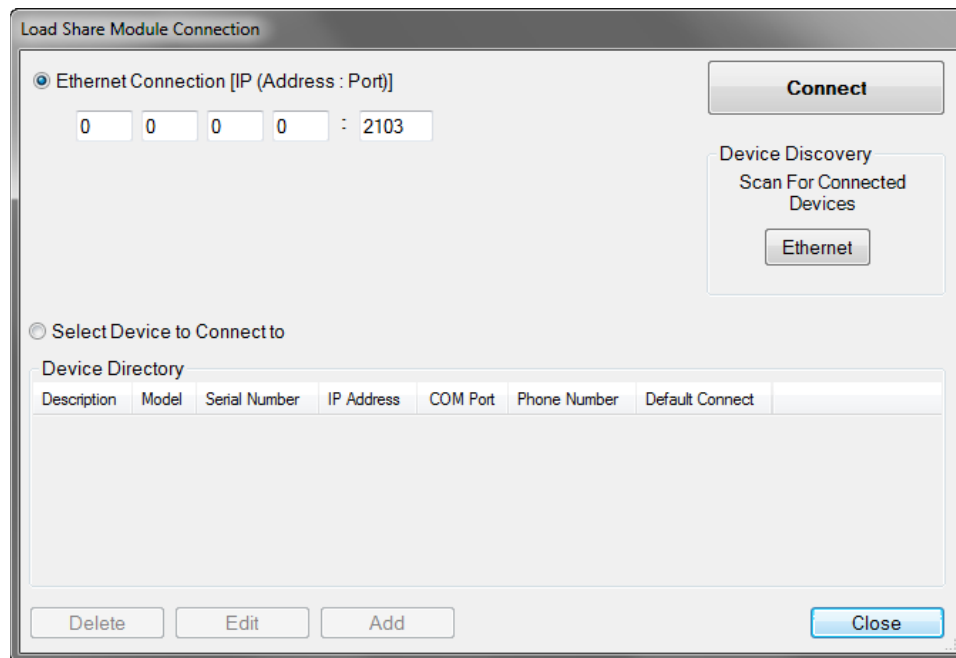 Load Share Module Connection
Ethernet Connection [IP (Address : Port)]
0 0 0 0 : 2103
Connect
Device Discovery
Scan For Connected
Devices
Ethernet
Select Device to Connect to
Device Directory
Description Model Serial Number IP Address COM Port Phone Number Default Connect
Delete Edit Add Close